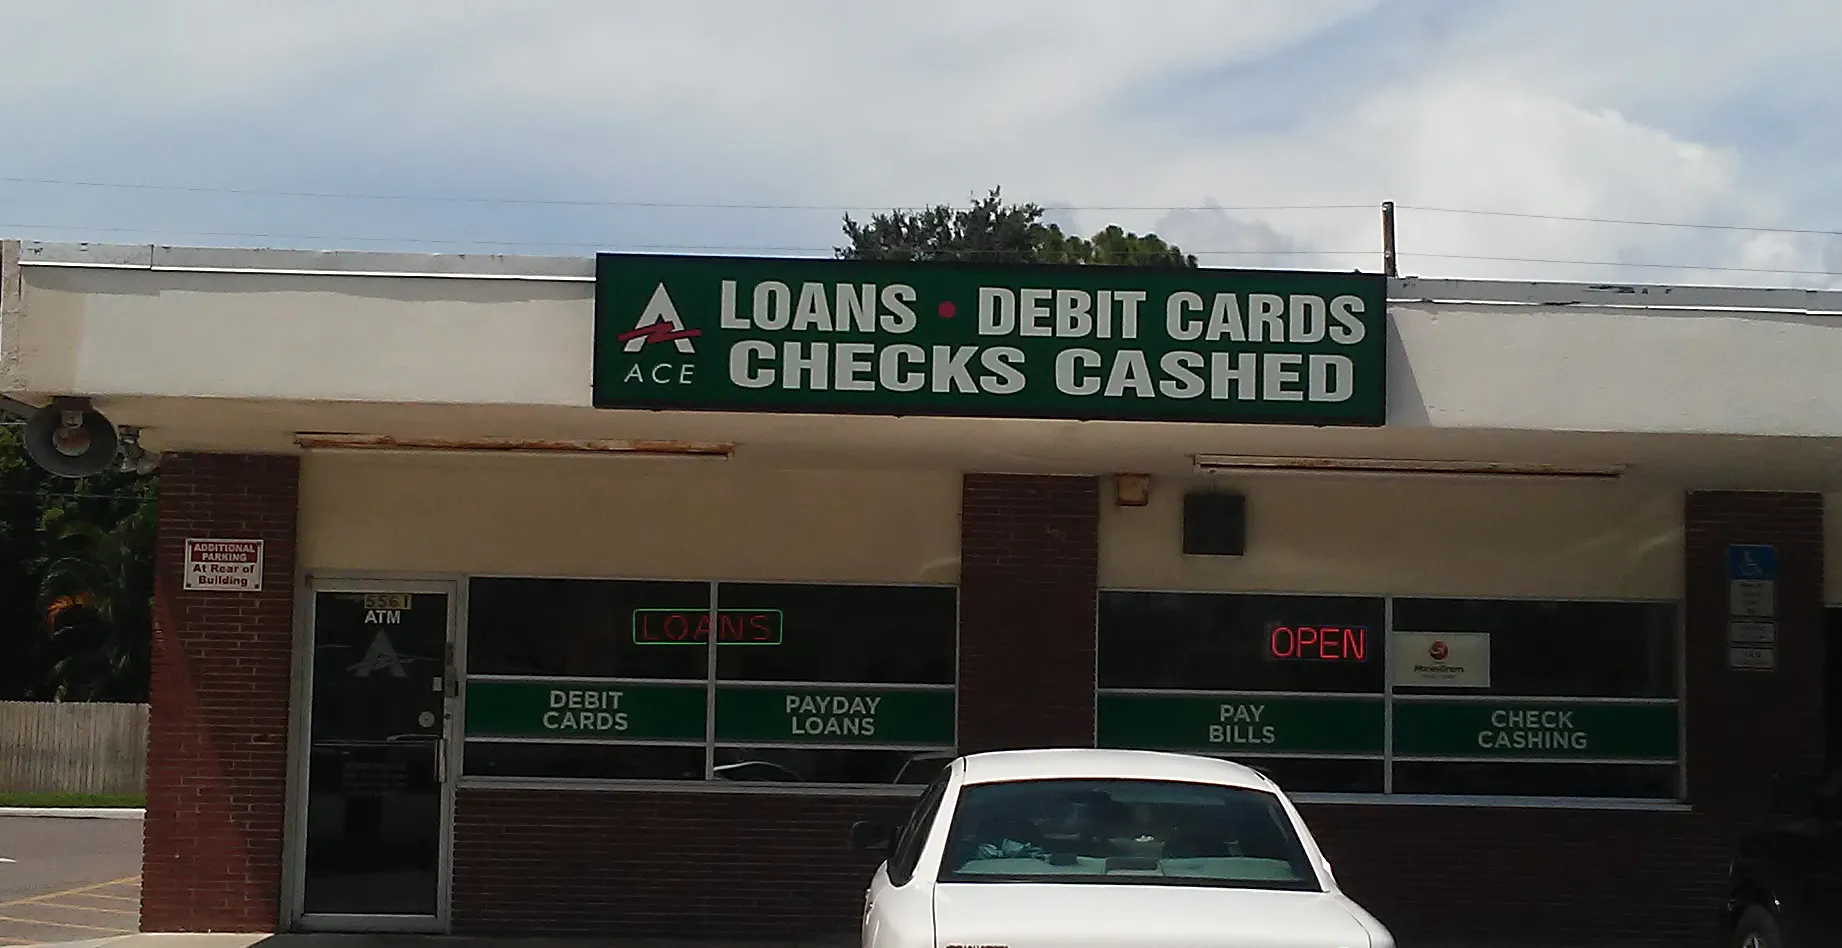 LOANS • DEBIT CARDS
CHECKS CASHED
ACE
ADDITIONAL
PARKING
At Rear of
Building
5561
ATM
LOANS
OPEN
MoneyGram
DEBIT
CARDS
PAYDAY
LOANS
PAY
BILLS
CHECK
CASHING